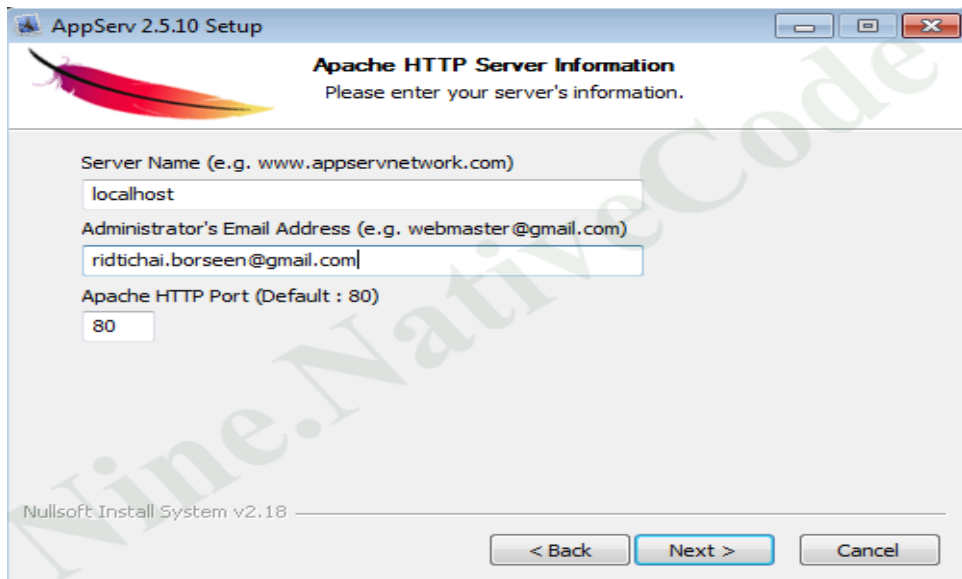 AppServ 2.5.10 Setup
Apache HTTP Server Information
Please enter your server's information.
Server Name (e.g. www.appservnetwork.com)
localhost
Administrator's Email Address (e.g. webmaster@gmail.com)
ridtichai.borseen@gmail.com
Apache HTTP Port (Default : 80)
80
Nullsoft Install System v2.18
< Back Next > Cancel
Nine.NativeCode